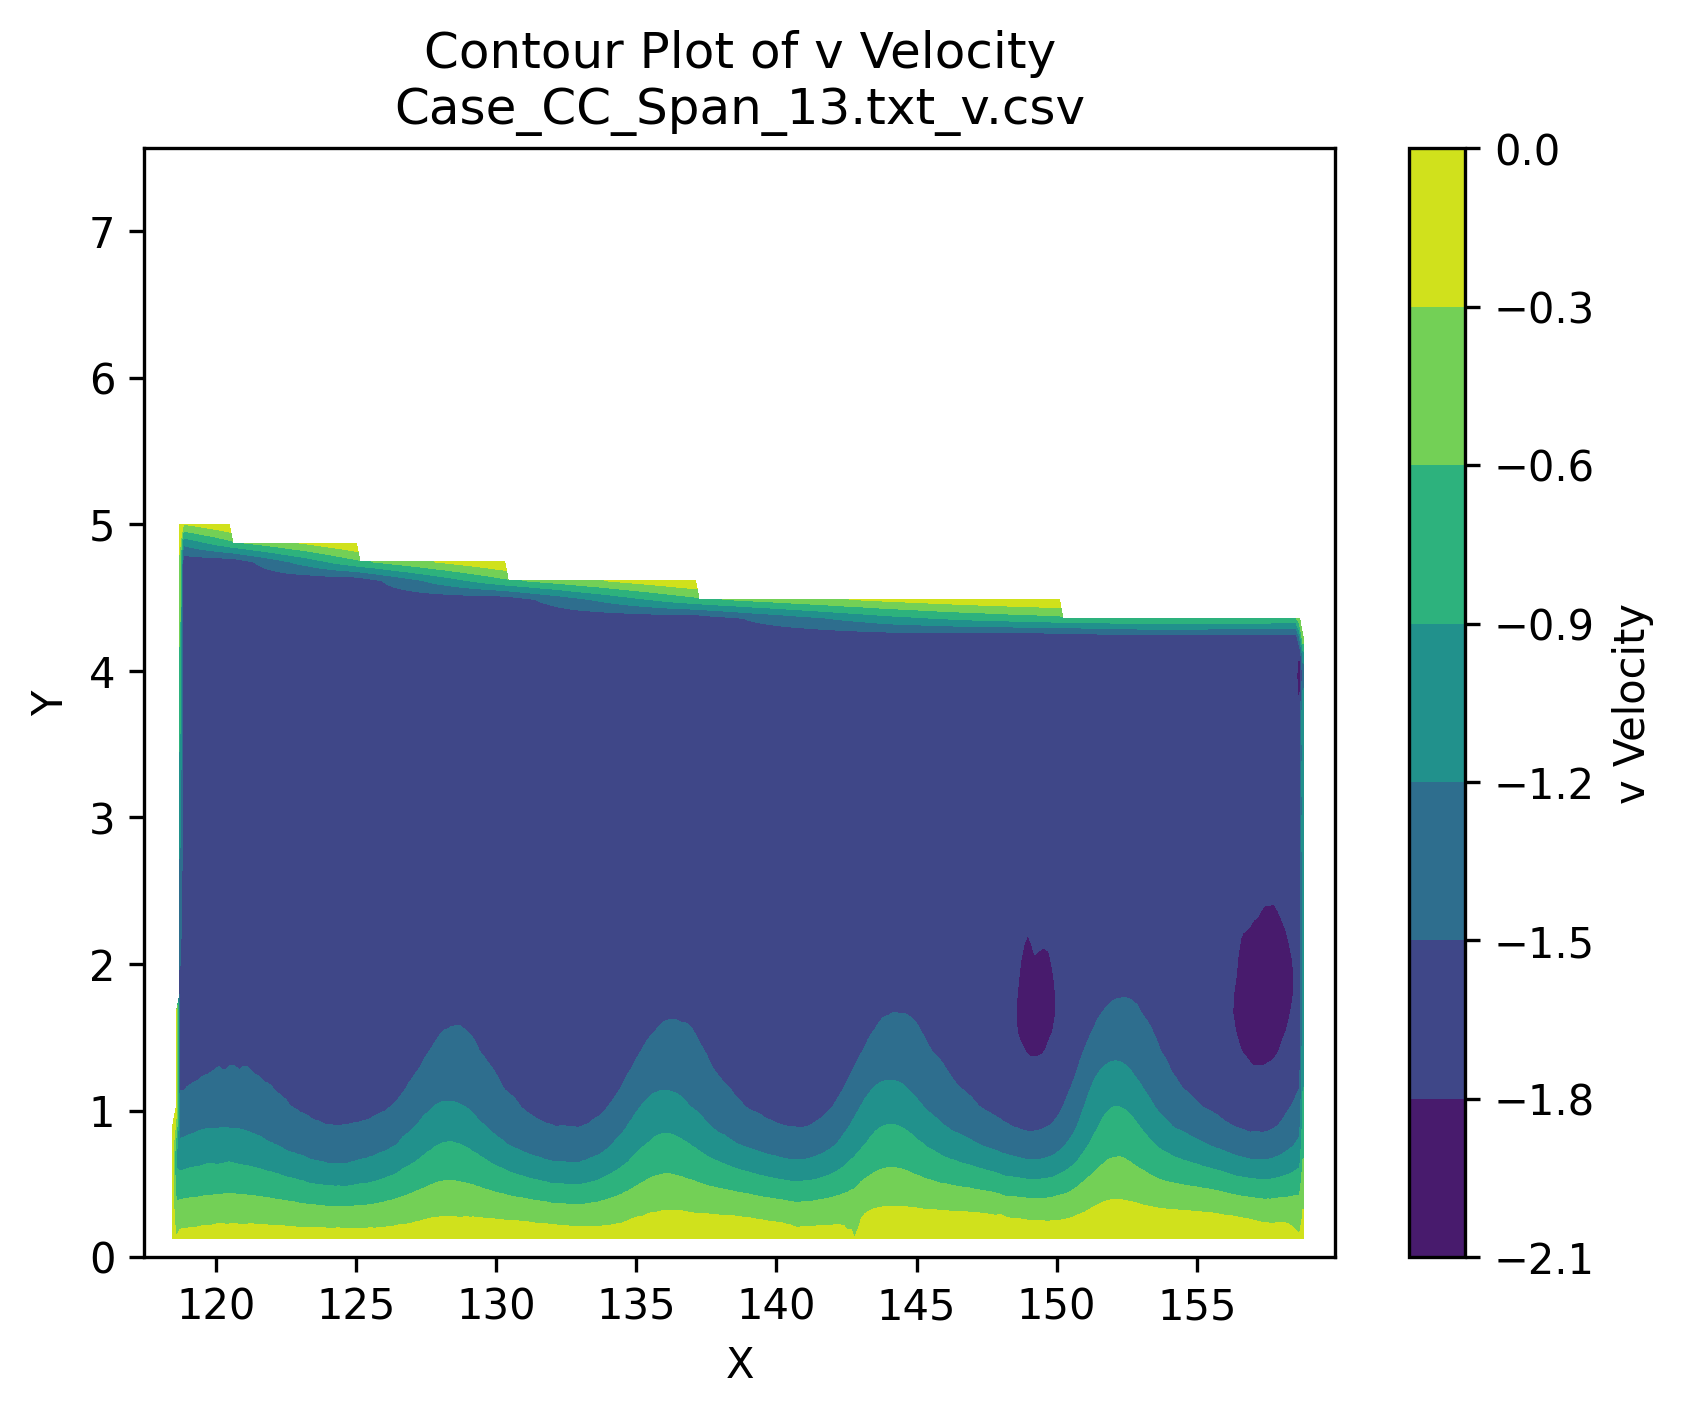 Contour Plot of v Velocity
Case_CC_Span_13.txt_v.csv
7
6
5
4
3
2
1
0
Y
120 125 130 135 140 145 150 155
X
0.0
−0.3
−0.6
−0.9
−1.2
−1.5
−1.8
−2.1
v Velocity